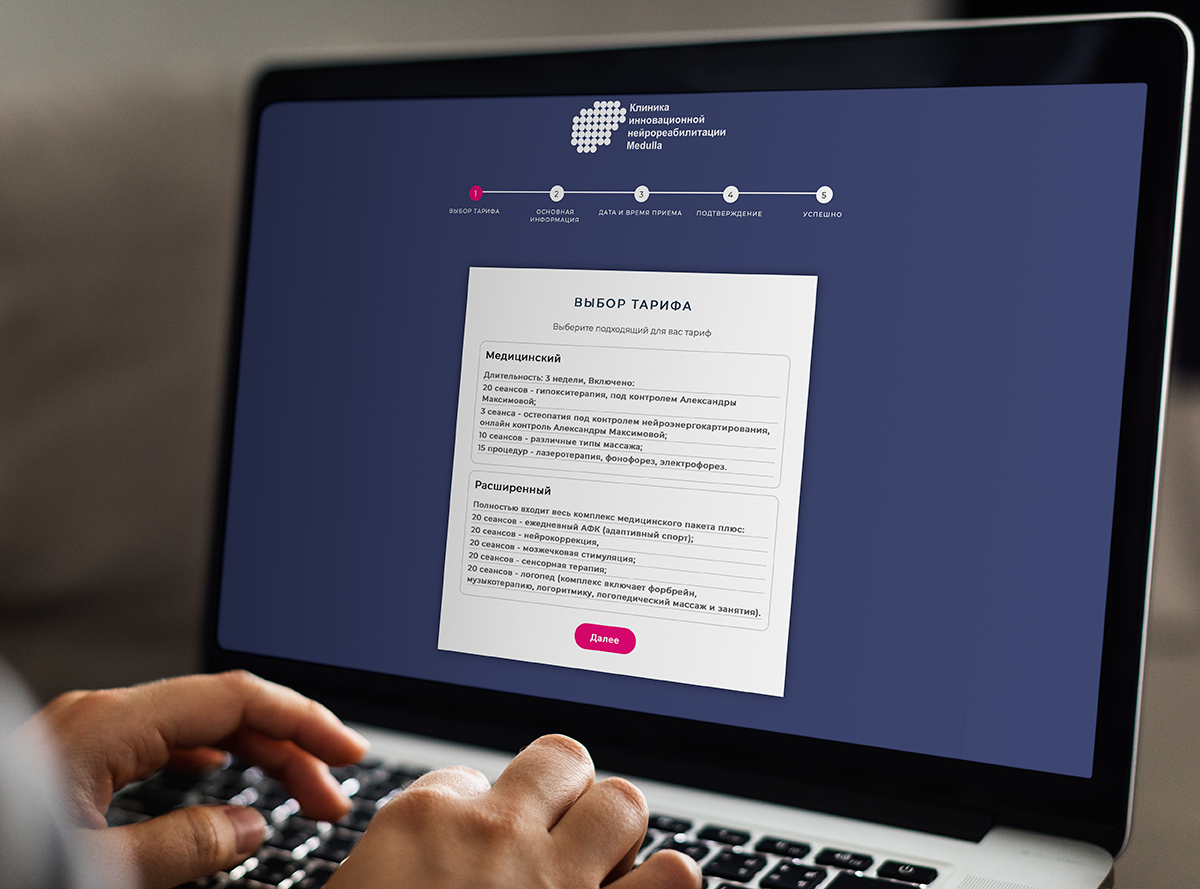 Клиника
инновационной
нейрореабилитации
Medulla
1
2
3
4
5
ВЫБОР ТАРИФА
ОСНОВНАЯ
ИНФОРМАЦИЯ
ДАТА И ВРЕМЯ ПРИЕМА
ПОДТВЕРЖДЕНИЕ
УСПЕШНО
ВЫБОР ТАРИФА
Выберите подходящий для вас тариф
Медицинский
Длительность: 3 недели, Включено:
20 сеансов - гипокситерапия, под контролем Александры
Максимовой;
3 сеанса - остеопатия под контролем нейроэнергокартирования,
онлайн контроль Александры Максимовой;
10 сеансов - различные типы массажа;
15 процедур - лазеротерапия, фонофорез, электрофорез.
Расширенный
Полностью входит весь комплекс медицинского пакета плюс:
20 сеансов - ежедневный АФК (адаптивный спорт);
20 сеансов - нейрокоррекция,
20 сеансов - мозжечковая стимуляция;
20 сеансов - сенсорная терапия;
20 сеансов - логопед (комплекс включает форбрейн,
музыкотерапию, логоритмику, логопедический массаж и занятия).
Далее